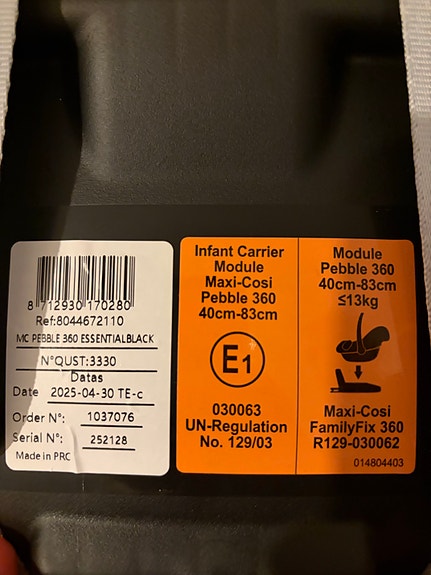 8 712930 170280
Ref:8044672110
MC PEBBLE 360 ESSENTIALBLACK
N°QUST:3330
Datas
Date 2025-04-30 TE-c
Order N°: 1037076
Serial N°: 252128
Made in PRC
Infant Carrier
Module
Maxi-Cosi
Pebble 360
40cm-83cm
E1
030063
UN-Regulation
No. 129/03
Module
Pebble 360
40cm-83cm
≤13kg
Maxi-Cosi
FamilyFix 360
R129-030062
014804403